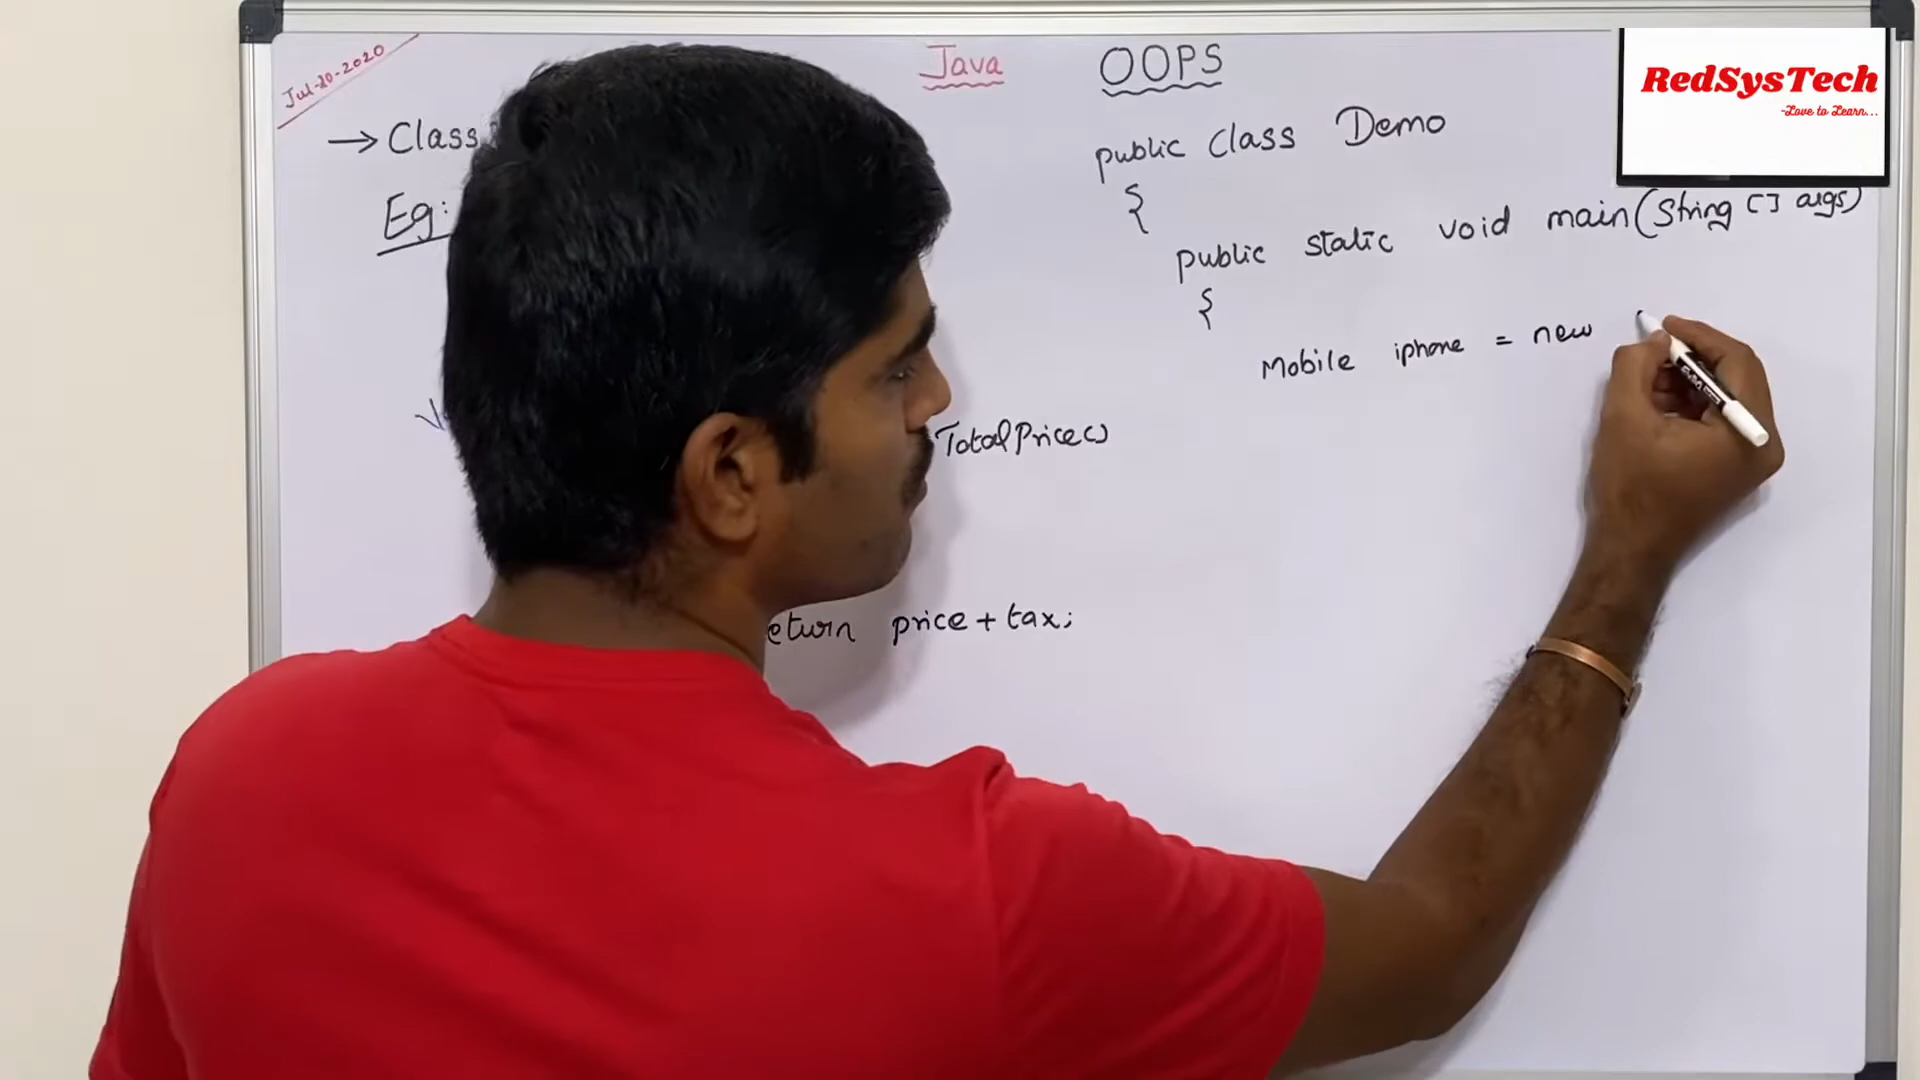 Jul-20-2020
Java OOPS
RedSysTech
-Love to Learn...
→ Class
Eg:
TotalPrice()
return price + tax;
public class Demo
{
public static void main(String [] args)
{
Mobile iphone = new